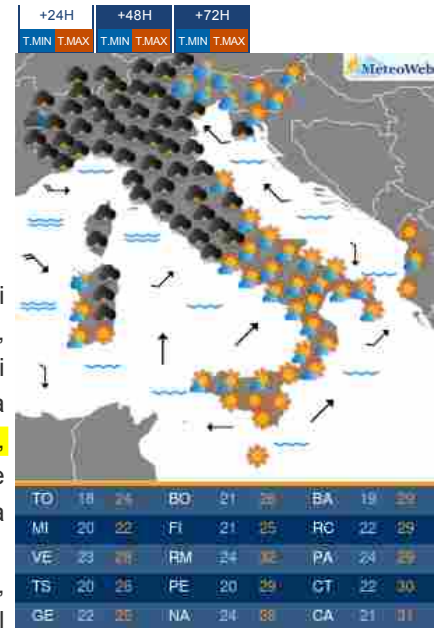 +24H +48H +72H
T.MIN T.MAX T.MIN T.MAX T.MIN T.MAX
MeteoWeb
i
,
i
a
,
e
a
,
l
TO 18 24 BO 21 26 BA 19 29
MI 20 22 FI 21 25 RC 22 29
VE 23 28 RM 24 32 PA 24 29
TS 20 26 PE 20 29 CT 22 30
GE 22 25 NA 24 38 CA 21 31